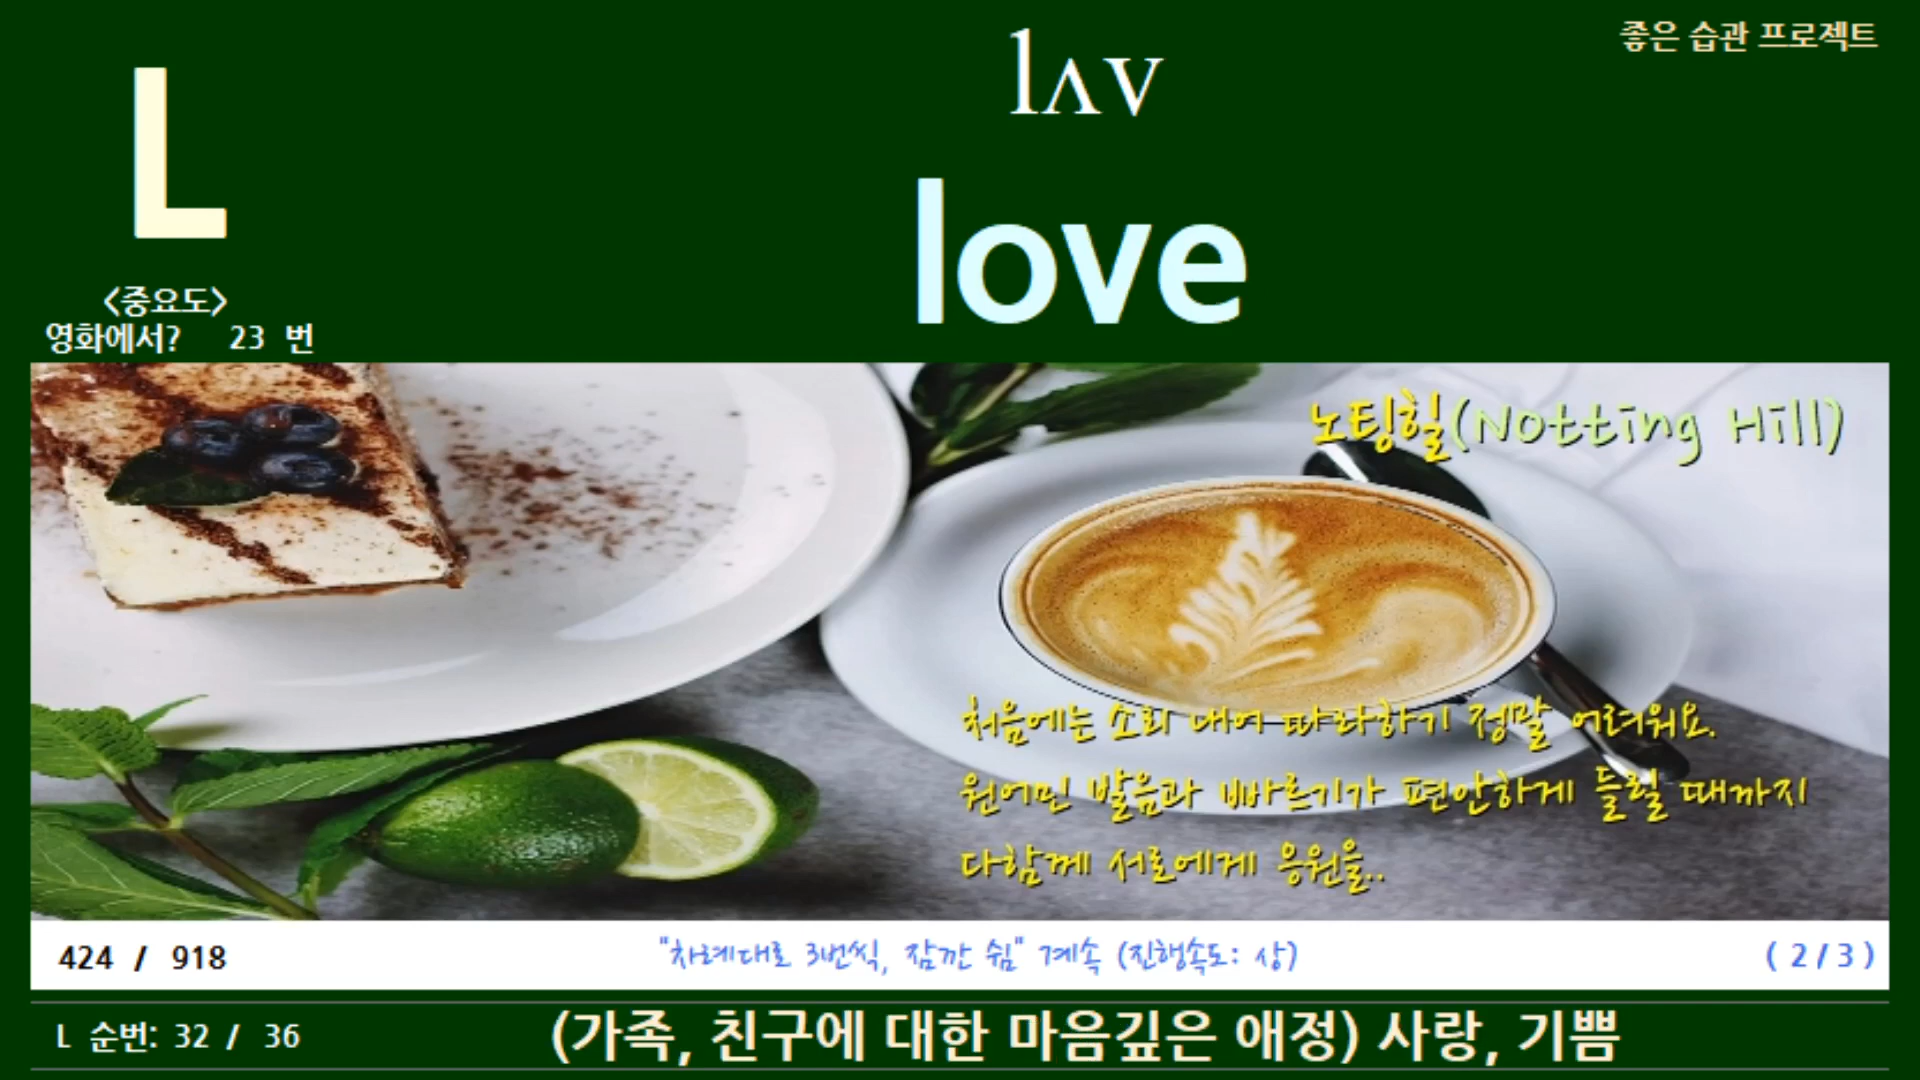 좋은 습관 프로젝트
L
lʌv
love
<중요도>
영화에서? 23 번
노팅힐(Notting Hill)
처음에는 소리 내어 따라하기 정말 어려워요.
원어민 발음과 빠르기가 편안하게 들릴 때까지
다함께 서로에게 응원을..
424 / 918
"차례대로 3번씩, 잠깐 쉼" 계속 (진행속도: 상)
( 2 / 3 )
L 순번: 32 / 36
(가족, 친구에 대한 마음깊은 애정) 사랑, 기쁨